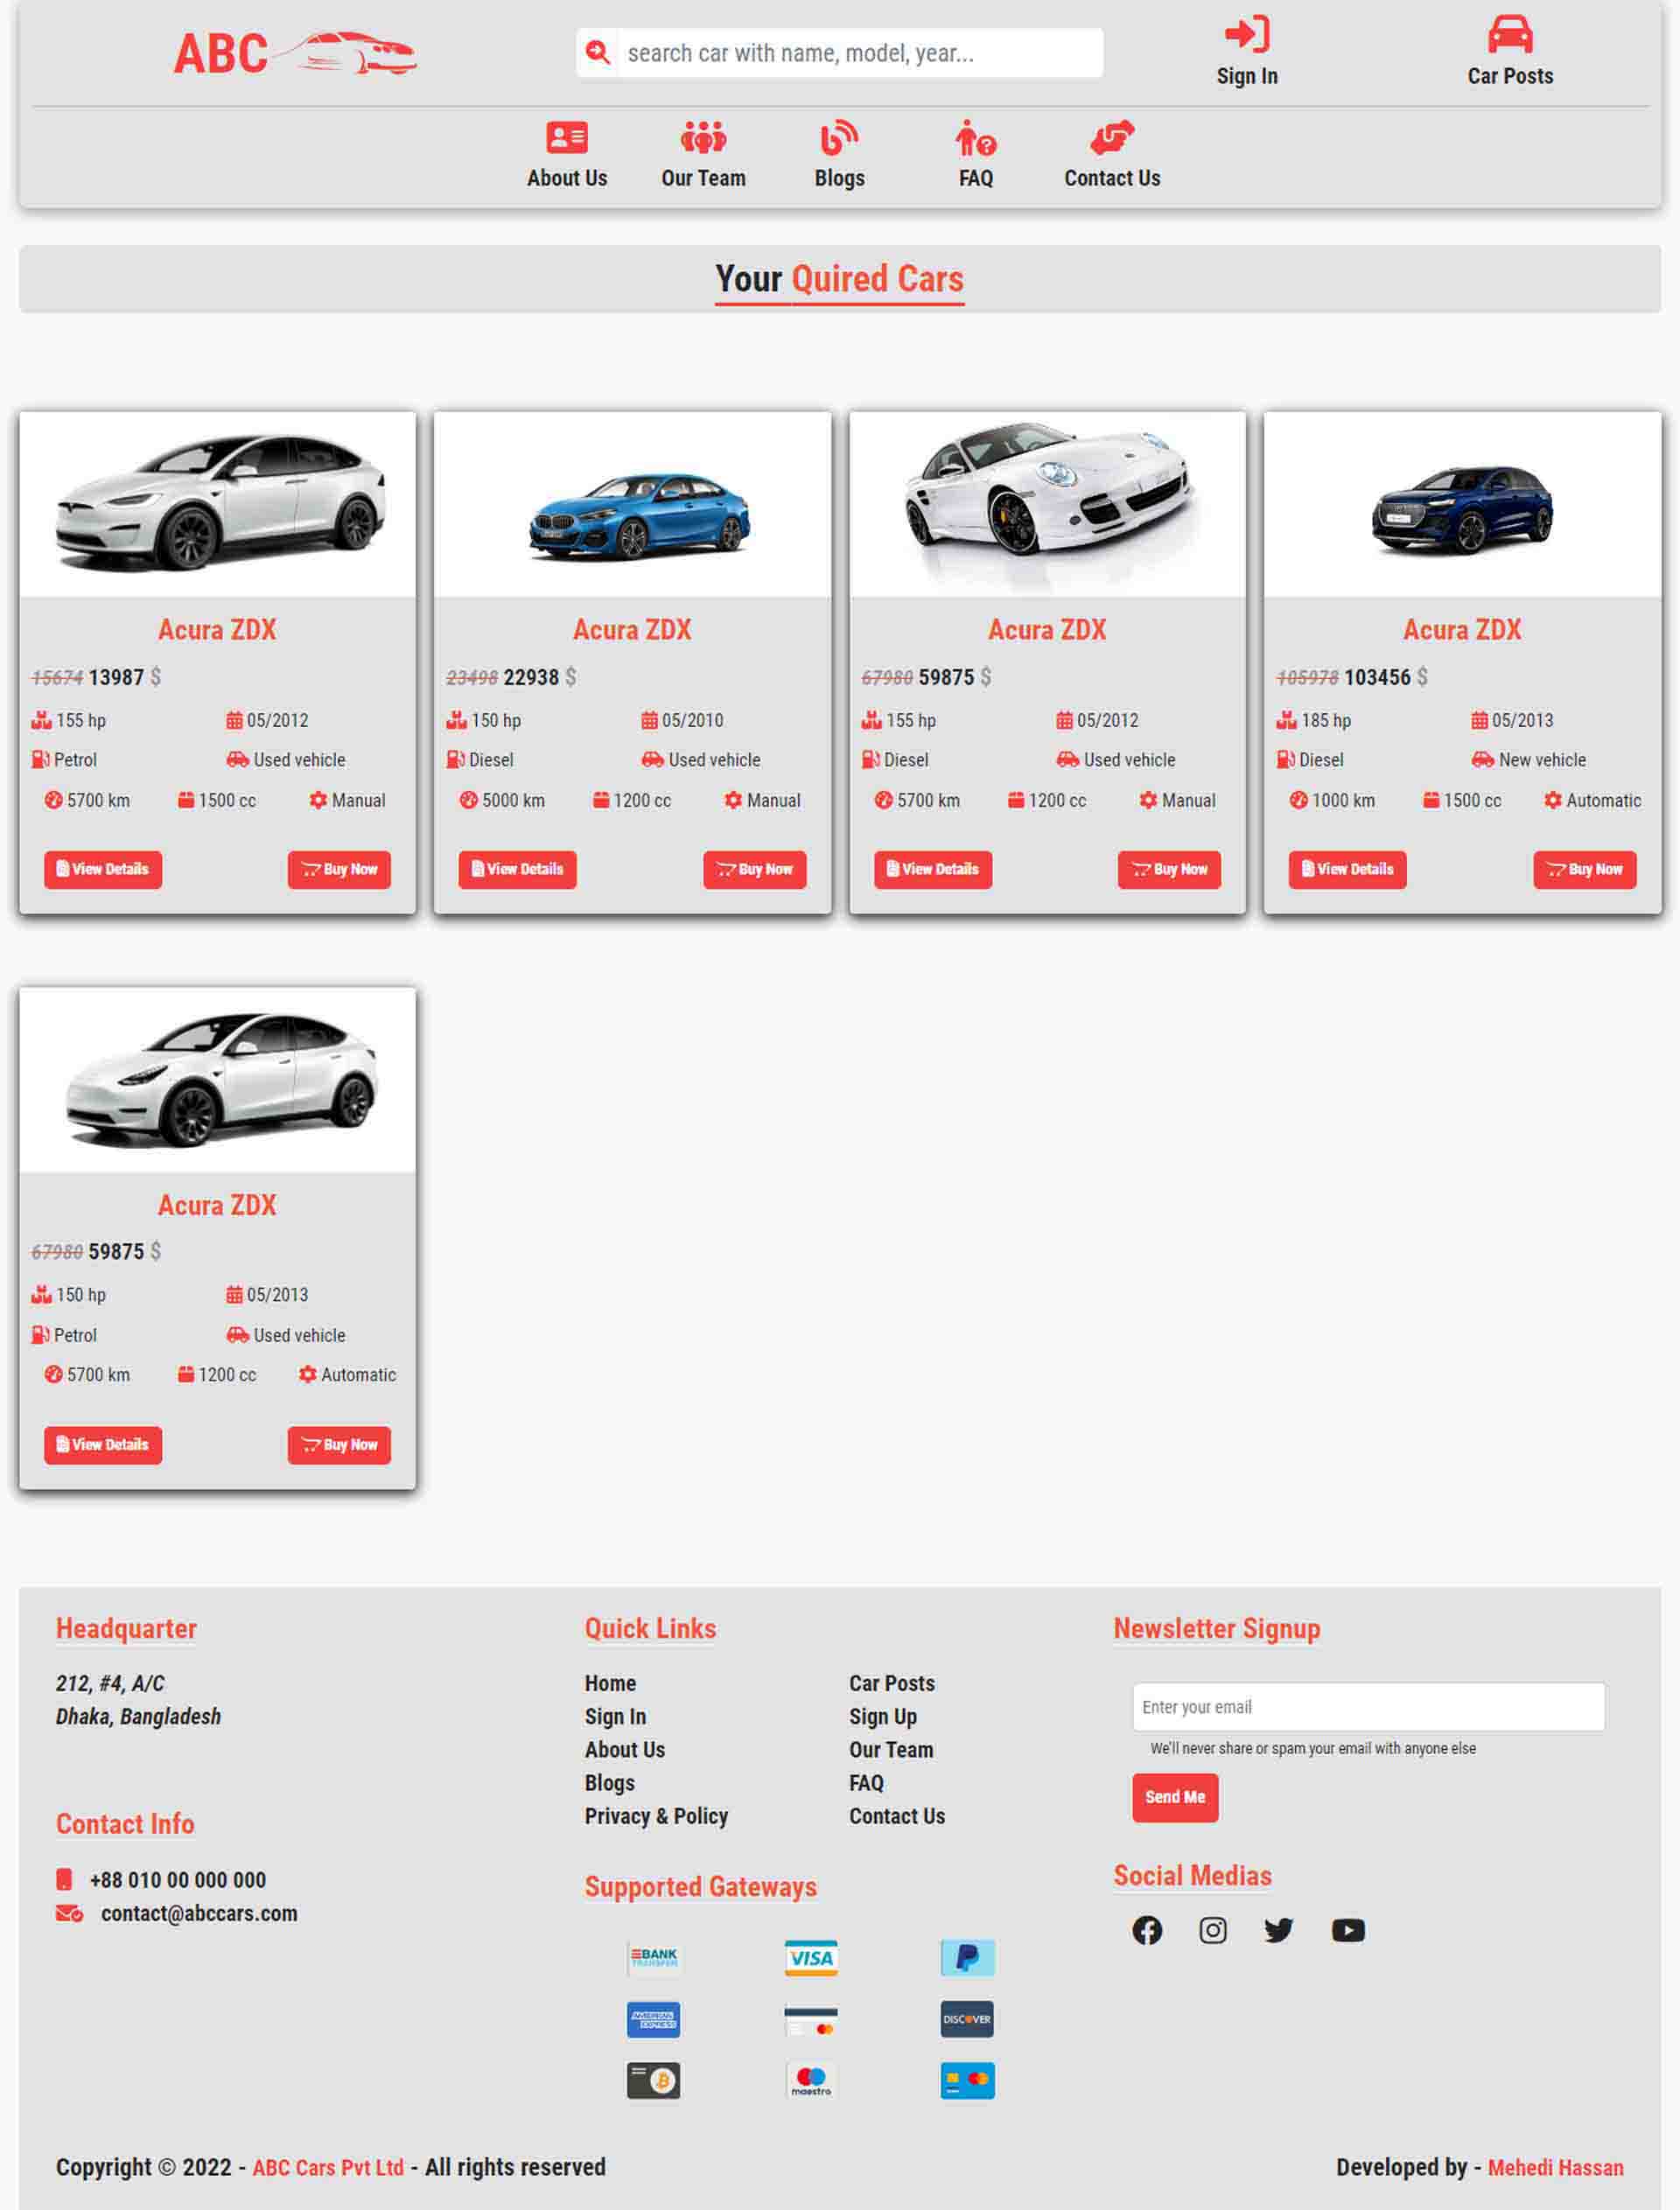 ABC
search car with name, model, year...
Sign In
Car Posts
About Us
Our Team
Blogs
FAQ
Contact Us
Your Quired Cars
Acura ZDX
15674 13987 $
155 hp
05/2012
Petrol
Used vehicle
5700 km
1500 cc
Manual
View Details
Buy Now
Acura ZDX
23498 22938 $
150 hp
05/2010
Diesel
Used vehicle
5000 km
1200 cc
Manual
View Details
Buy Now
Acura ZDX
67980 59875 $
155 hp
05/2012
Diesel
Used vehicle
5700 km
1200 cc
Manual
View Details
Buy Now
Acura ZDX
105978 103456 $
185 hp
05/2013
Diesel
New vehicle
1000 km
1500 cc
Automatic
View Details
Buy Now
Acura ZDX
67980 59875 $
150 hp
05/2013
Petrol
Used vehicle
5700 km
1200 cc
Automatic
View Details
Buy Now
Headquarter
212, #4, A/C
Dhaka, Bangladesh
Contact Info
+88 010 00 000 000
contact@abccars.com
Quick Links
Home
Sign In
About Us
Blogs
Privacy & Policy
Car Posts
Sign Up
Our Team
FAQ
Contact Us
Supported Gateways
BANK
TRANSFER
VISA
AMERICAN
EXPRESS
DISCOVER
maestro
Newsletter Signup
Enter your email
We'll never share or spam your email with anyone else
Send Me
Social Medias
Copyright © 2022 - ABC Cars Pvt Ltd - All rights reserved
Developed by - Mehedi Hassan